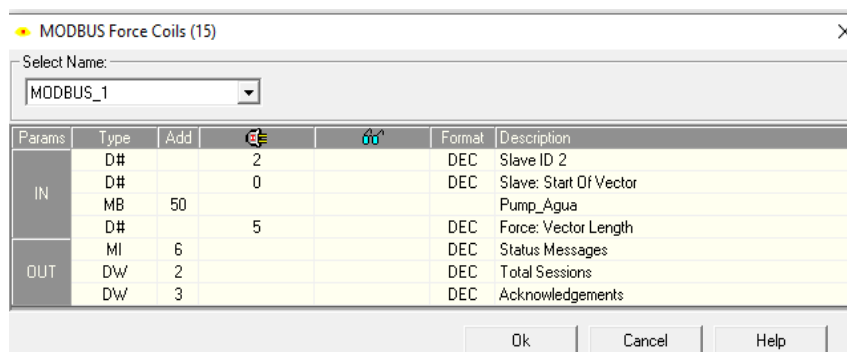 MODBUS Force Coils (15)
Select Name:
MODBUS_1
Params Type Add Format Description
IN
D# 2 DEC Slave ID 2
D# 0 DEC Slave: Start Of Vector
MB 50 Pump_Agua
D# 5 DEC Force: Vector Length
OUT
MI 6 DEC Status Messages
DW 2 DEC Total Sessions
DW 3 DEC Acknowledgements
Ok Cancel Help